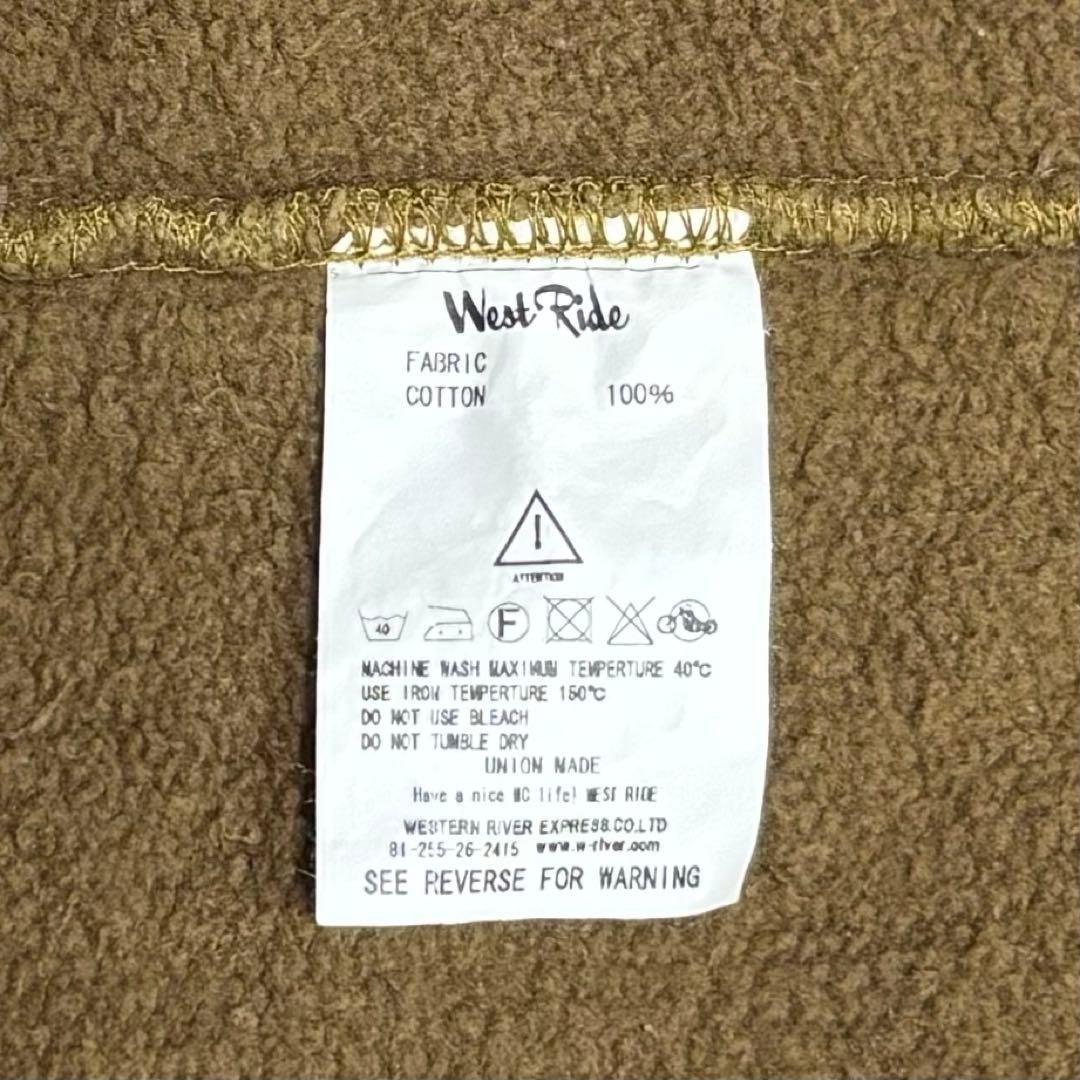 West Ride
FABRIC
COTTON 100%
ATTENTION
40 F
MACHINE WASH MAXIMUM TEMPERTURE 40°C
USE IRON TEMPERTURE 150°C
DO NOT USE BLEACH
DO NOT TUMBLE DRY
UNION MADE
Have a nice MC life! WEST RIDE
WESTERN RIVER EXPRESS.CO.LTD
81-255-26-2415 www.w-river.com
SEE REVERSE FOR WARNING